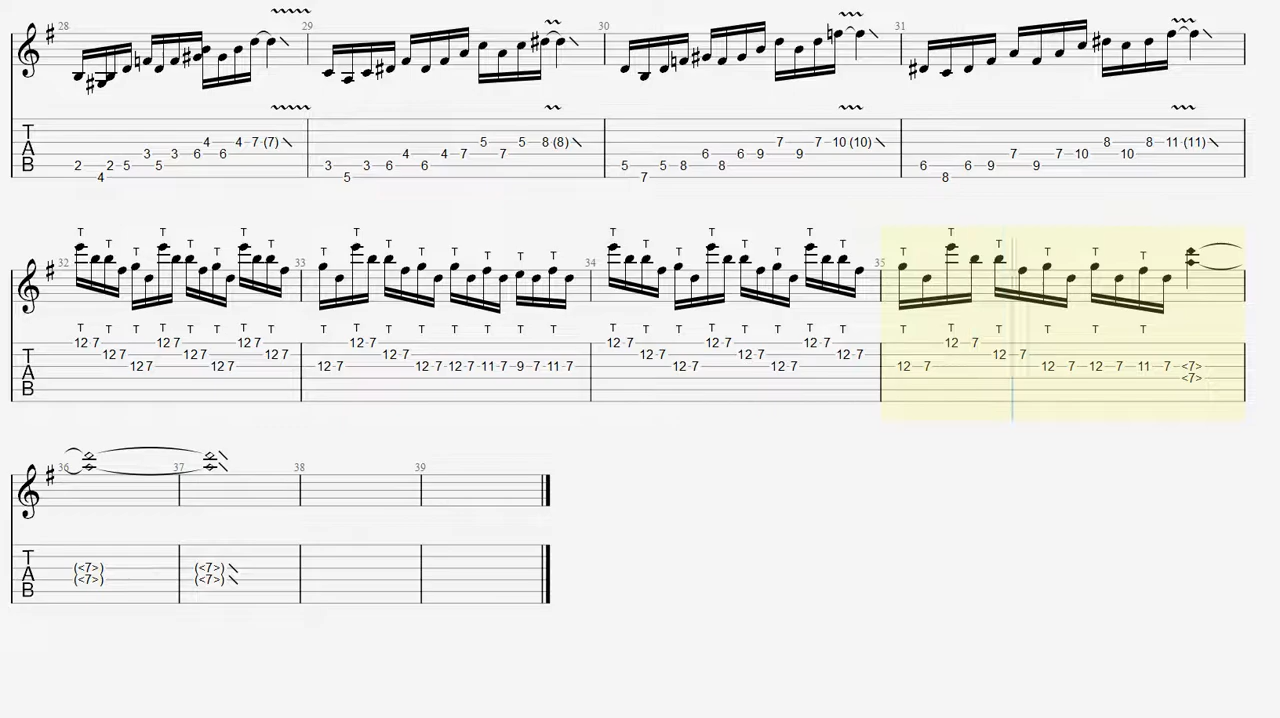 28 29 30 31
T
A
B
4 4 7 (7) 5 5 8 (8) 7 7 10 (10) 8 8 11 (11)
3 3 6 6 4 4 7 7 6 6 9 9 7 7 10 10
2 2 5 5 3 3 6 6 5 5 8 8 6 6 9 9
4 5 7 8
32 33 34 35
T T T T T T T T T T T T T T T T T T T T T T T T T T T T T T
T T T T T T T T T T T T T T T T T T T T T T T T T T T T T T
T
A
B
12 7 12 7 12 7 12 7 12 7 12 7 12 7 12 7
12 7 12 7 12 7 12 7 12 7 12 7 12 7 12 7
12 7 12 7 12 7 12 7 12 7 11 7 9 7 11 7 12 7 12 7 12 7 12 7 12 7 11 7 <7>
<7>
36 37 38 39
T
A
B
(<7>) (<7>)
(<7>) (<7>)